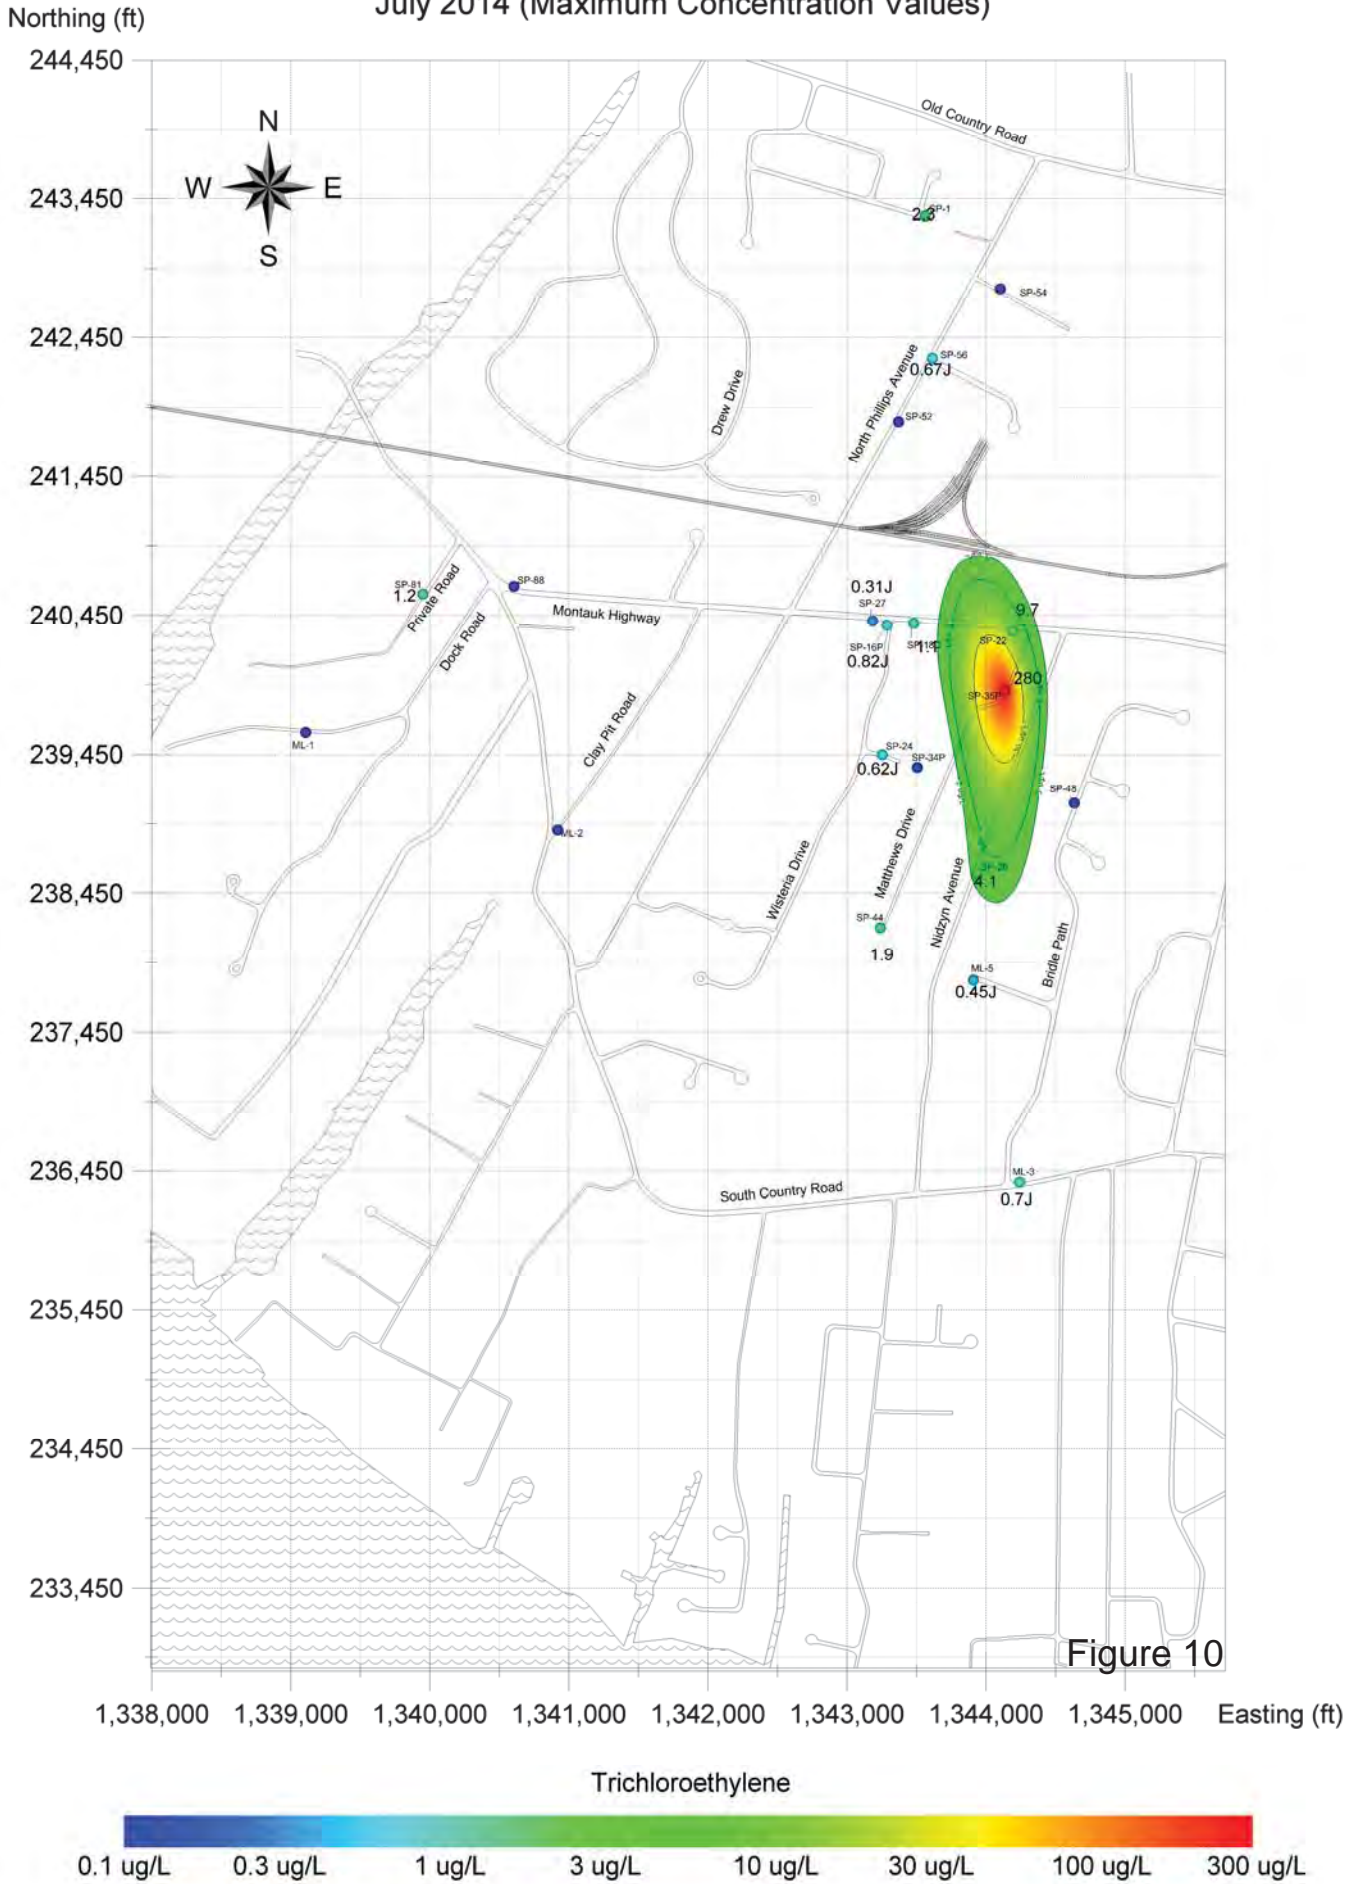 July 2014 (Maximum Concentration Values)
Northing (ft)
244,450
Old Country Road
N
W E
S
243,450
SP-1
2.3
SP-54
242,450
SP-56
0.67J
North Phillips Avenue
Drew Drive
SP-52
241,450
SP-81
1.2
Private Road
SP-88
0.31J
SP-27
9.7
240,450
Montauk Highway
SP-16P
0.82J
1.1
SP-22
Dock Road
280
SP-35P
Clay Pit Road
ML-1
239,450
SP-24
0.62J
SP-34P
SP-48
ML-2
Wisteria Drive
Matthews Drive
Nidzyn Avenue
4.1
238,450
SP-44
1.9
Bridle Path
ML-5
0.45J
237,450
236,450
ML-3
0.7J
South Country Road
235,450
234,450
233,450
Figure 10
1,338,000 1,339,000 1,340,000 1,341,000 1,342,000 1,343,000 1,344,000 1,345,000 Easting (ft)
Trichloroethylene
0.1 ug/L 0.3 ug/L 1 ug/L 3 ug/L 10 ug/L 30 ug/L 100 ug/L 300 ug/L